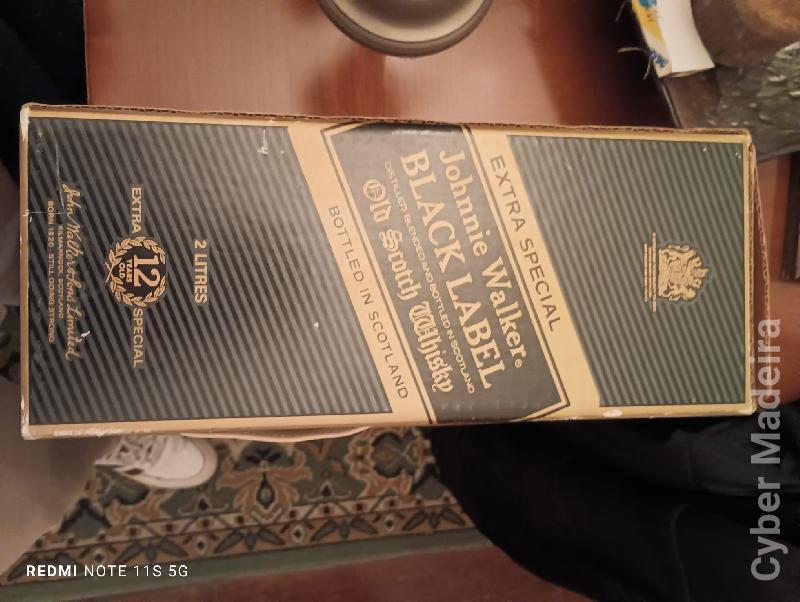 EXTRA SPECIAL
Johnnie Walker®
BLACK LABEL
DISTILLED, BLENDED AND BOTTLED IN SCOTLAND
Old Scotch Whisky
BOTTLED IN SCOTLAND
2 LITRES
EXTRA
12
YEARS
OLD
SPECIAL
John Walker & Sons Limited
KILMARNOCK, SCOTLAND
BORN 1820 - STILL GOING STRONG
REDMI NOTE 11S 5G
Cyber Madeira